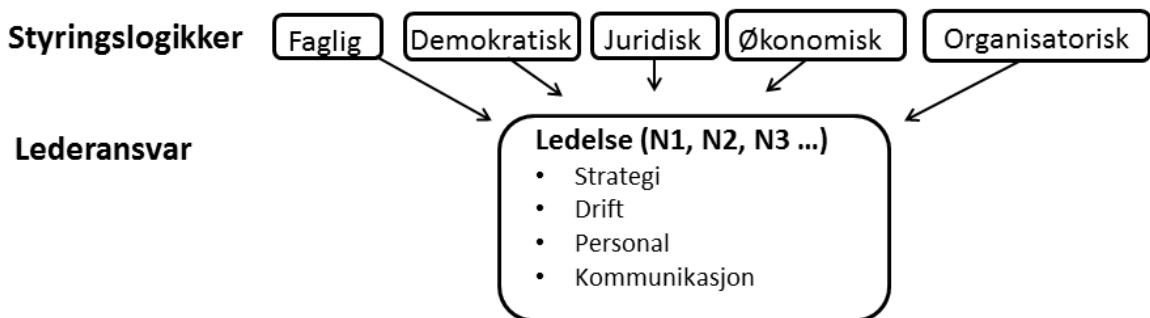 Styringslogikker Faglig Demokratisk Juridisk Økonomisk Organisatorisk
Lederansvar
Ledelse (N1, N2, N3 ...)
• Strategi
• Drift
• Personal
• Kommunikasjon